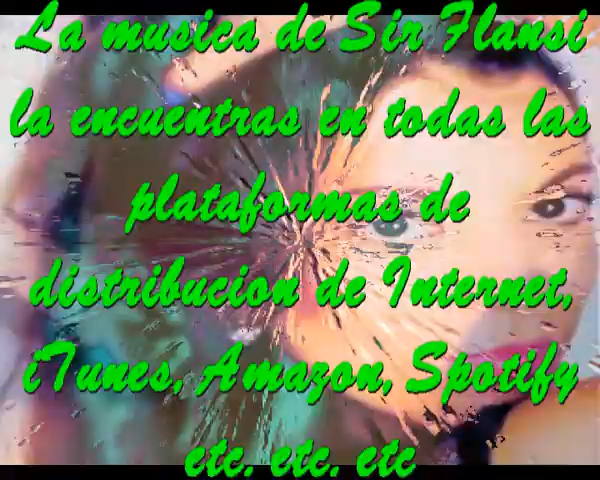 La musica de Sir Flansi
la encuentras en todas las
plataformas de
distribucion de Internet,
iTunes, Amazon, Spotify
etc. etc. etc